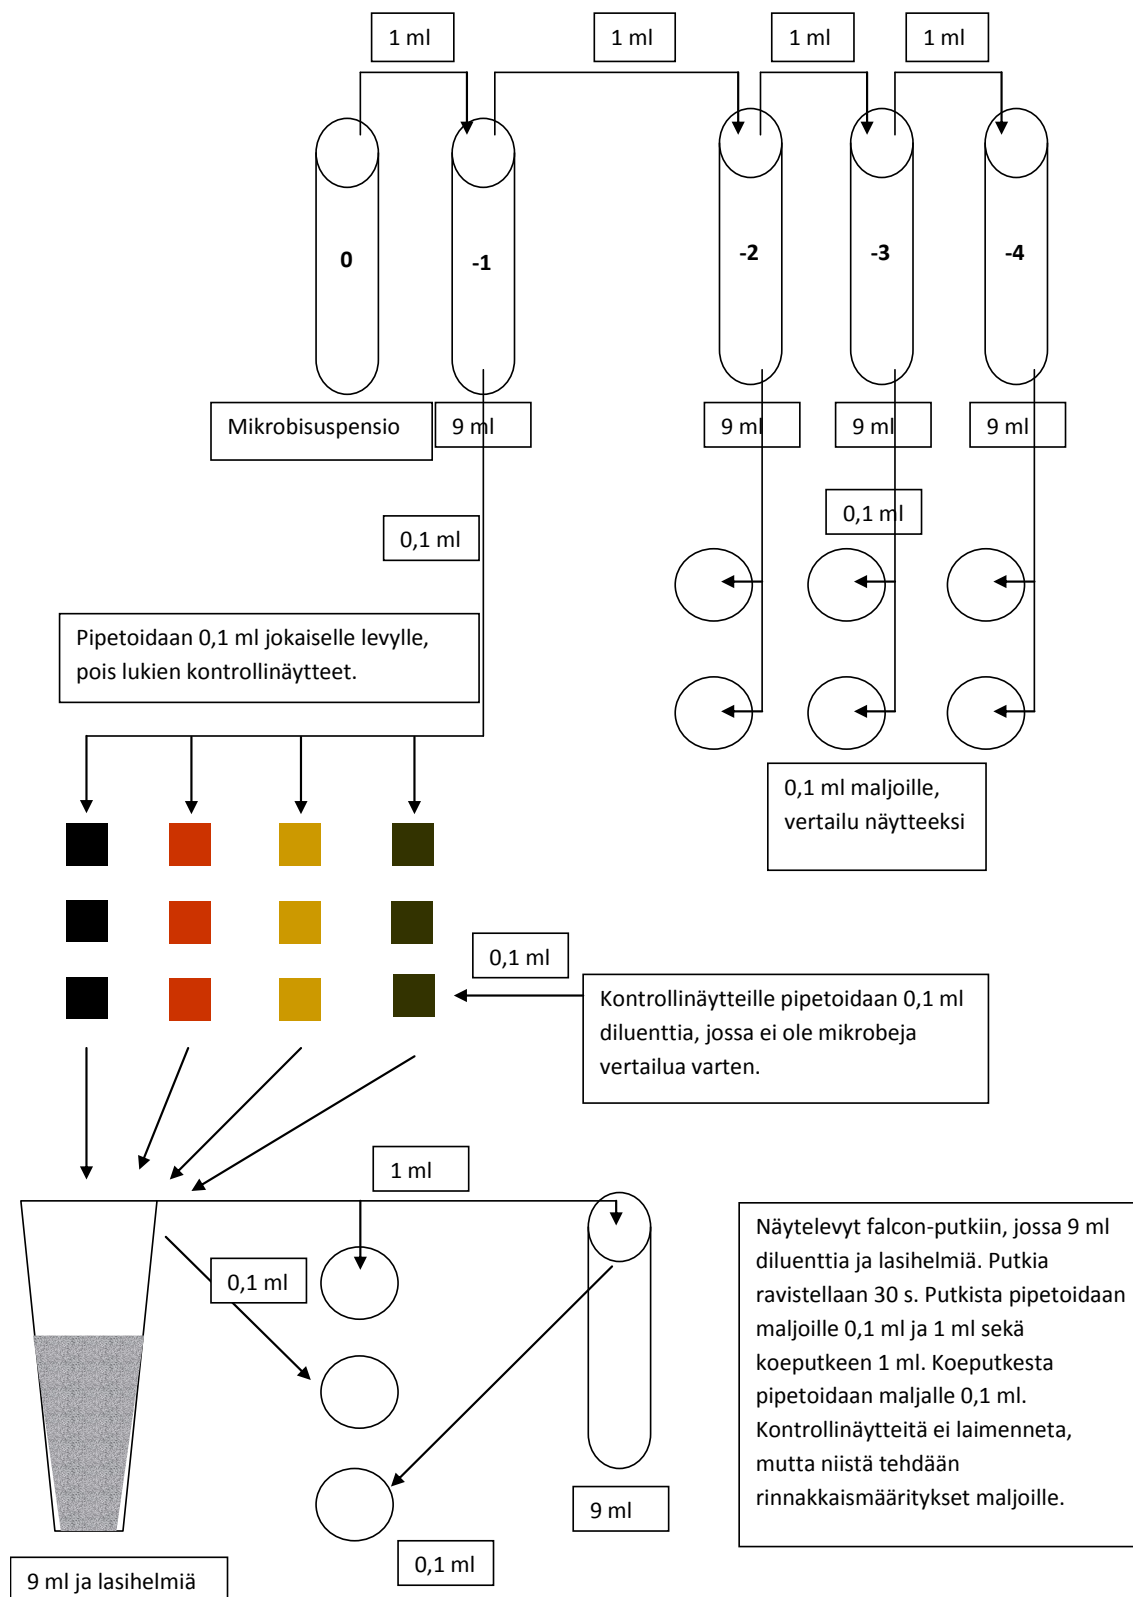 1 ml
1 ml
1 ml
1 ml
0
-1
-2
-3
-4
Mikrobisuspensio
9 ml
9 ml
9 ml
9 ml
0,1 ml
0,1 ml
Pipetoidaan 0,1 ml jokaiselle levylle,
pois lukien kontrollinäytteet.
0,1 ml maljoille,
vertailu näytteeksi
0,1 ml
Kontrollinäytteille pipetoidaan 0,1 ml
diluenttia, jossa ei ole mikrobeja
vertailua varten.
1 ml
0,1 ml
Näytelevyt falcon-putkiin, jossa 9 ml
diluenttia ja lasihelmiä. Putkia
ravistellaan 30 s. Putkista pipetoidaan
maljoille 0,1 ml ja 1 ml sekä
koeputkeen 1 ml. Koeputkesta
pipetoidaan maljalle 0,1 ml.
Kontrollinäytteitä ei laimenneta,
mutta niistä tehdään
rinnakkaismääritykset maljoille.
9 ml
0,1 ml
9 ml ja lasihelmiä